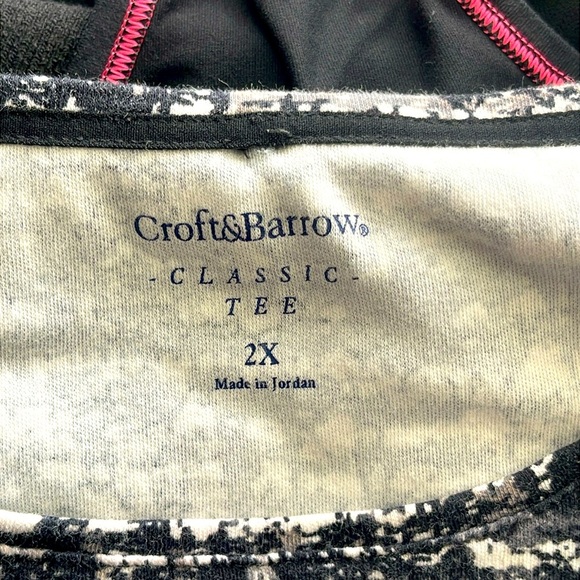 Croft&Barrow®
- CLASSIC -
TEE
2X
Made in Jordan